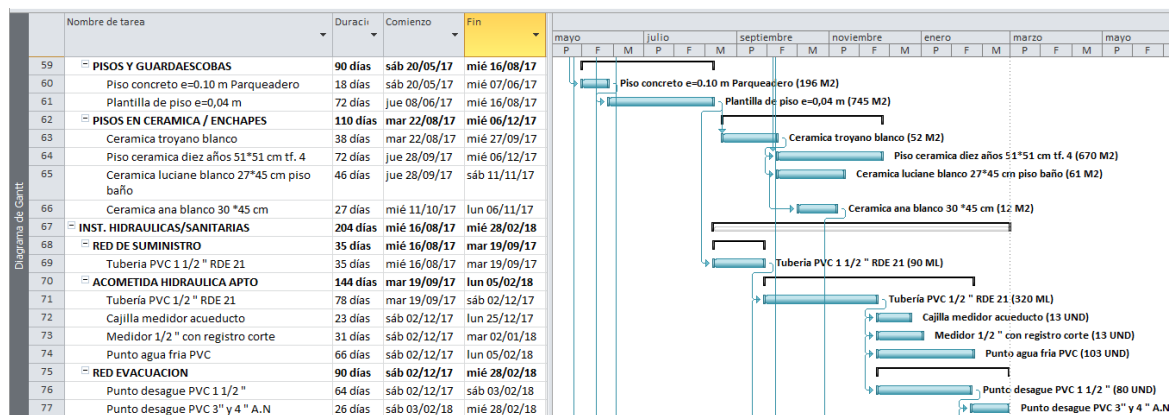 Nombre de tarea Duració Comienzo Fin
mayo julio septiembre noviembre enero marzo mayo
P F M P F M P F M P F M P F M P F M P F
Diagrama de Gantt
59 PISOS Y GUARDAESCOBAS 90 días sáb 20/05/17 mié 16/08/17
60 Piso concreto e=0.10 m Parqueadero 18 días sáb 20/05/17 mié 07/06/17 Piso concreto e=0.10 m Parqueadero (196 M2)
61 Plantilla de piso e=0,04 m 72 días jue 08/06/17 mié 16/08/17 Plantilla de piso e=0,04 m (745 M2)
62 PISOS EN CERAMICA / ENCHAPES 110 días mar 22/08/17 mié 06/12/17
63 Ceramica troyano blanco 38 días mar 22/08/17 mié 27/09/17 Ceramica troyano blanco (52 M2)
64 Piso ceramica diez años 51*51 cm tf. 4 72 días jue 28/09/17 mié 06/12/17 Piso ceramica diez años 51*51 cm tf. 4 (670 M2)
65 Ceramica luciane blanco 27*45 cm piso 46 días jue 28/09/17 sáb 11/11/17 Ceramica luciane blanco 27*45 cm piso baño (61 M2)
baño
66 Ceramica ana blanco 30 *45 cm 27 días mié 11/10/17 lun 06/11/17 Ceramica ana blanco 30 *45 cm (12 M2)
67 INST. HIDRAULICAS/SANITARIAS 204 días mié 16/08/17 mié 28/02/18
68 RED DE SUMINISTRO 35 días mié 16/08/17 mar 19/09/17
69 Tuberia PVC 1 1/2 " RDE 21 35 días mié 16/08/17 mar 19/09/17 Tuberia PVC 1 1/2 " RDE 21 (90 ML)
70 ACOMETIDA HIDRAULICA APTO 144 días mar 19/09/17 lun 05/02/18
71 Tubería PVC 1/2 " RDE 21 78 días mar 19/09/17 sáb 02/12/17 Tubería PVC 1/2 " RDE 21 (320 ML)
72 Cajilla medidor acueducto 23 días sáb 02/12/17 lun 25/12/17 Cajilla medidor acueducto (13 UND)
73 Medidor 1/2 " con registro corte 31 días sáb 02/12/17 mar 02/01/18 Medidor 1/2 " con registro corte (13 UND)
74 Punto agua fria PVC 66 días sáb 02/12/17 lun 05/02/18 Punto agua fria PVC (103 UND)
75 RED EVACUACION 90 días sáb 02/12/17 mié 28/02/18
76 Punto desague PVC 1 1/2 " 64 días sáb 02/12/17 sáb 03/02/18 Punto desague PVC 1 1/2 " (80 UND)
77 Punto desague PVC 3" y 4 " A.N 26 días sáb 03/02/18 mié 28/02/18 Punto desague PVC 3" y 4 " A.N